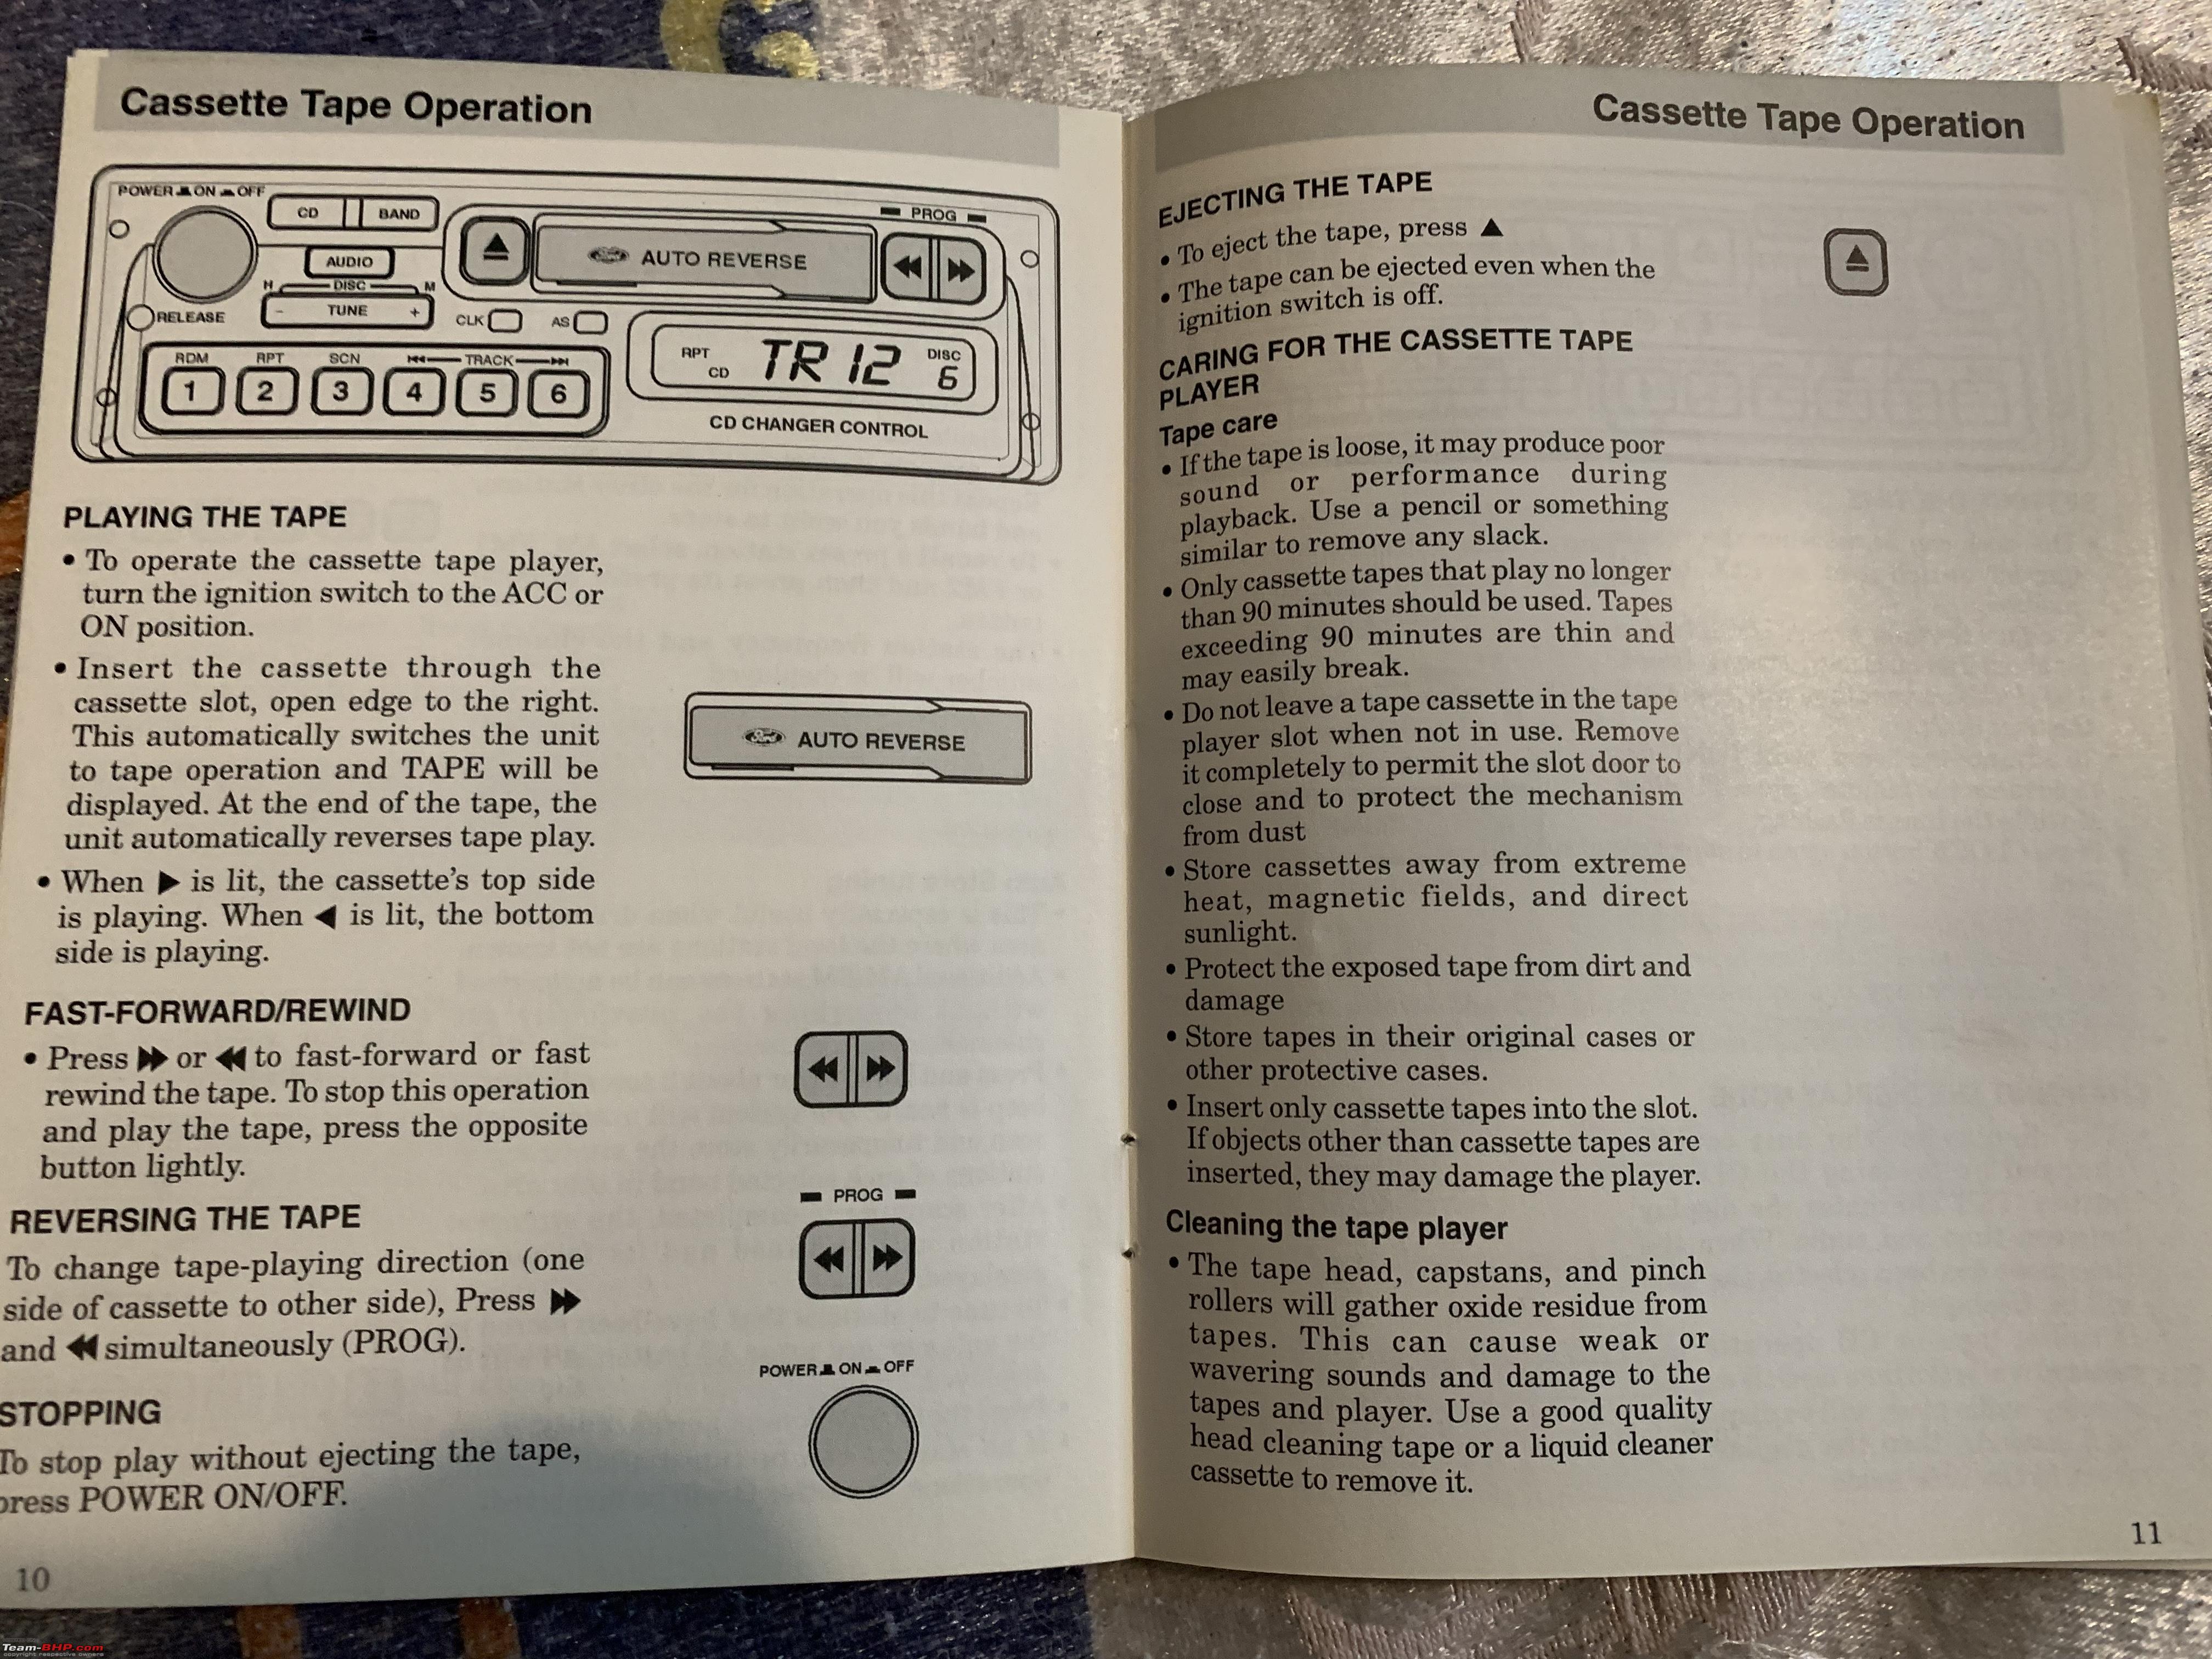 Cassette Tape Operation
POWER ON OFF
CD BAND
PROG
AUDIO
AUTO REVERSE
H DISC M
- TUNE +
RELEASE
CLK AS
RDM RPT SCN TRACK
1 2 3 4 5 6
RPT CD TR 12 DISC 6
CD CHANGER CONTROL
PLAYING THE TAPE
• To operate the cassette tape player,
turn the ignition switch to the ACC or
ON position.
• Insert the cassette through the
cassette slot, open edge to the right.
This automatically switches the unit
to tape operation and TAPE will be
displayed. At the end of the tape, the
unit automatically reverses tape play.
Ford AUTO REVERSE
• When ▶ is lit, the cassette's top side
is playing. When ◀ is lit, the bottom
side is playing.
FAST-FORWARD/REWIND
• Press ▶▶ or ◀◀ to fast-forward or fast
rewind the tape. To stop this operation
and play the tape, press the opposite
button lightly.
REVERSING THE TAPE
PROG
To change tape-playing direction (one
side of cassette to other side), Press ▶▶
and ◀◀ simultaneously (PROG).
POWER ON OFF
STOPPING
To stop play without ejecting the tape,
press POWER ON/OFF.
10
Cassette Tape Operation
EJECTING THE TAPE
• To eject the tape, press ▲
• The tape can be ejected even when the
ignition switch is off.
CARING FOR THE CASSETTE TAPE
PLAYER
Tape care
• If the tape is loose, it may produce poor
sound or performance during
playback. Use a pencil or something
similar to remove any slack.
• Only cassette tapes that play no longer
than 90 minutes should be used. Tapes
exceeding 90 minutes are thin and
may easily break.
• Do not leave a tape cassette in the tape
player slot when not in use. Remove
it completely to permit the slot door to
close and to protect the mechanism
from dust
• Store cassettes away from extreme
heat, magnetic fields, and direct
sunlight.
• Protect the exposed tape from dirt and
damage
• Store tapes in their original cases or
other protective cases.
• Insert only cassette tapes into the slot.
If objects other than cassette tapes are
inserted, they may damage the player.
Cleaning the tape player
• The tape head, capstans, and pinch
rollers will gather oxide residue from
tapes. This can cause weak or
wavering sounds and damage to the
tapes and player. Use a good quality
head cleaning tape or a liquid cleaner
cassette to remove it.
11
Team-BHP.com
copyright respective owners